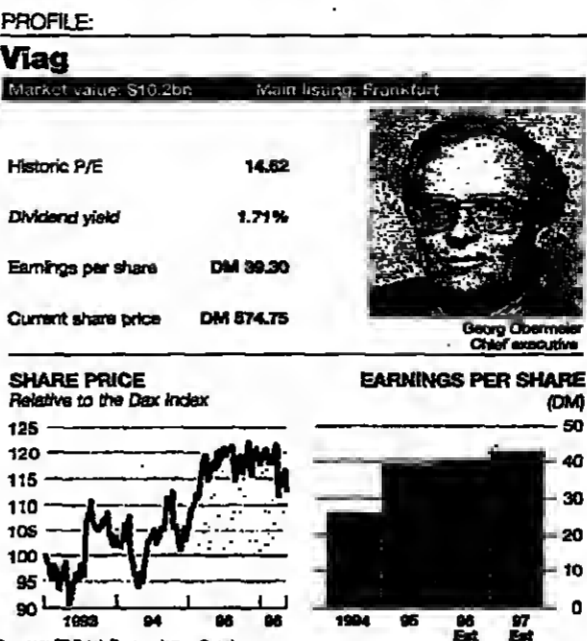 PROFILE:
Viag
Market value: $10.2bn Main listing: Frankfurt
Historic P/E 14.62
Dividend yield 1.71%
Earnings per share DM 39.30
Current share price DM 574.75
Georg Obermeier
Chief executive
SHARE PRICE
Relative to the Dax Index
125
120
115
110
105
100
95
90
1993 94 95 96
EARNINGS PER SHARE
(DM)
50
40
30
20
10
0
1994 95 96 97
Est Est